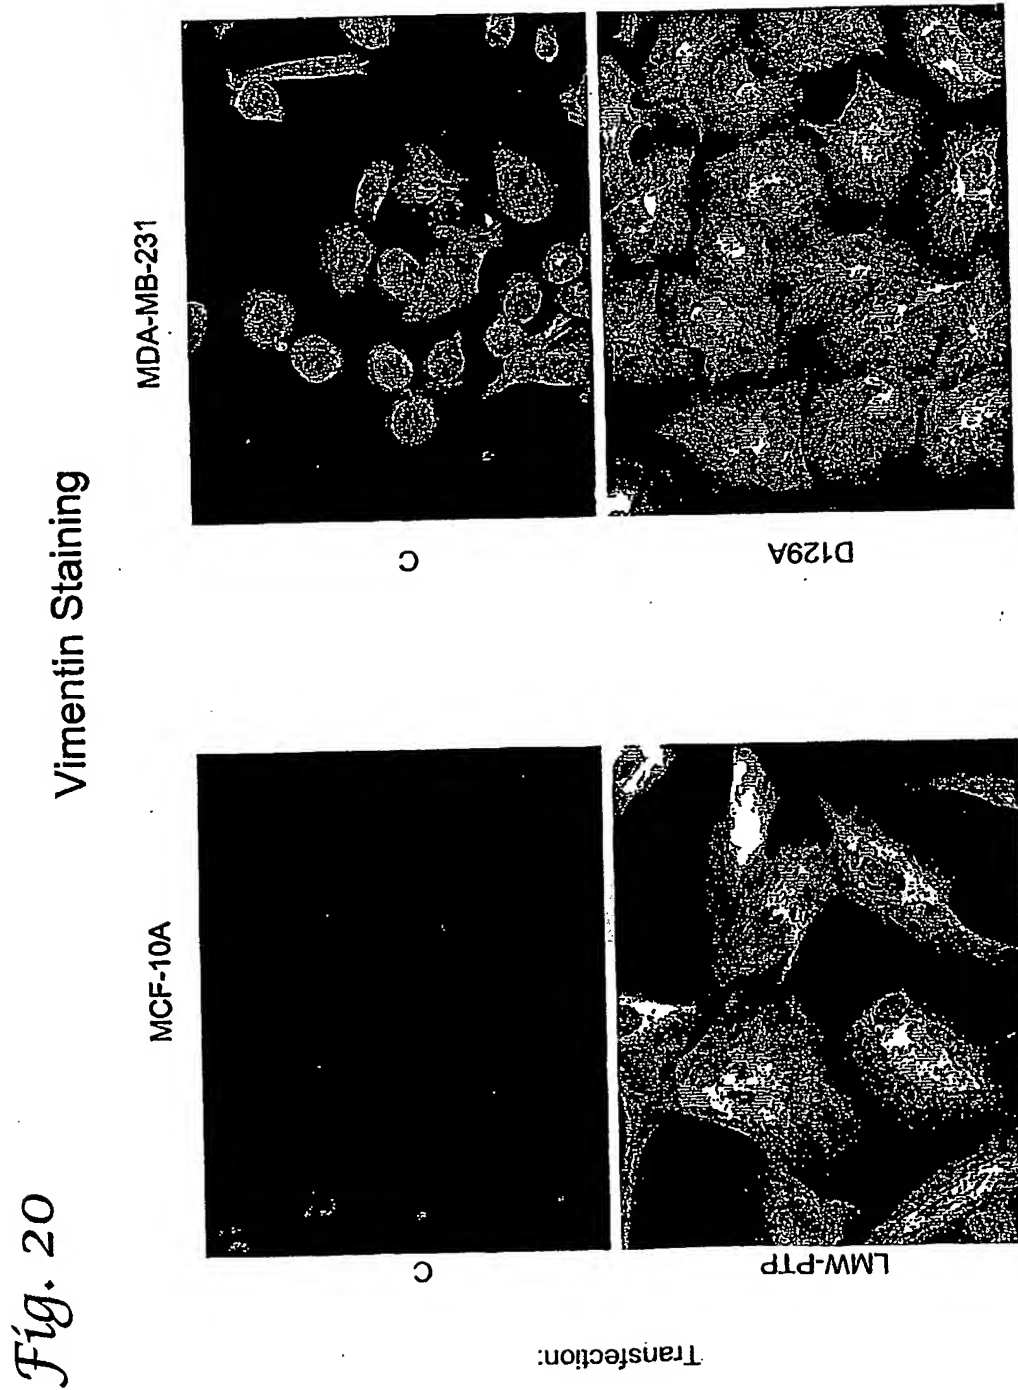 Fig. 20
Vimentin Staining
MCF-10A
MDA-MB-231
Transfection:
C
LMW-PTP
C
D129A